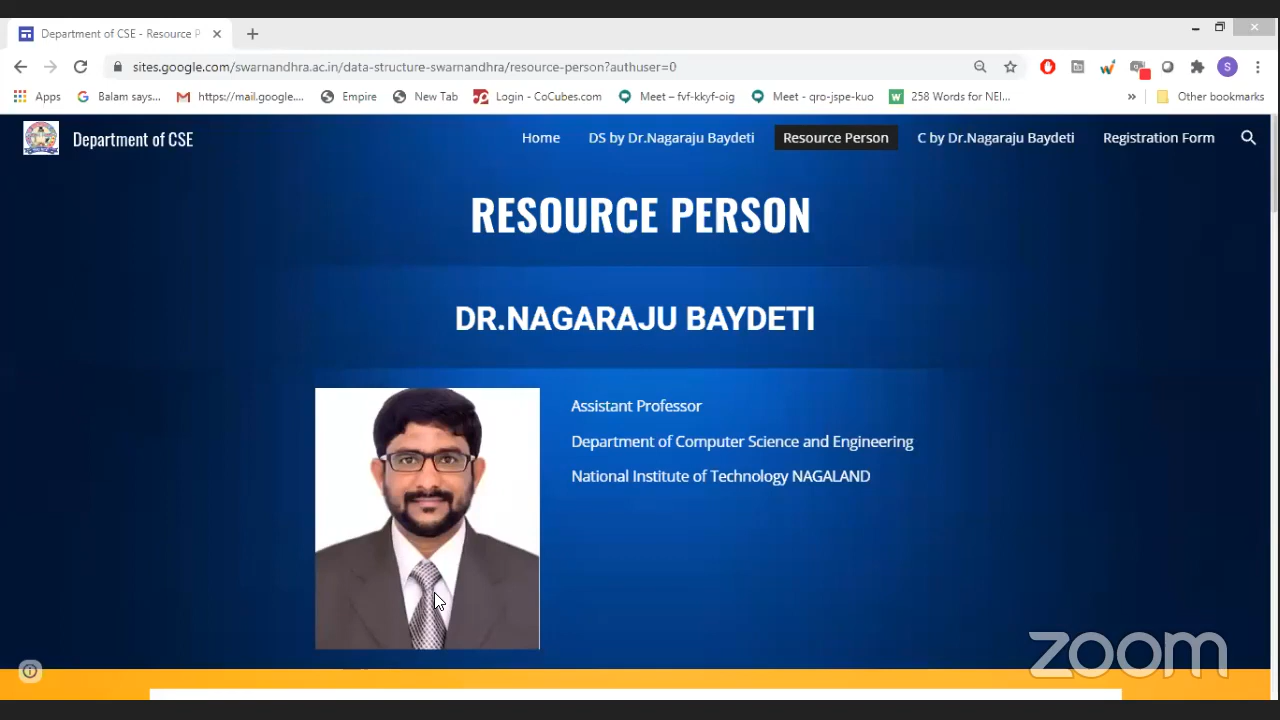 Department of CSE - Resource P
sites.google.com/swarnandhra.ac.in/data-structure-swarnandhra/resource-person?authuser=0
S
Apps Balam says... https://mail.google.... Empire New Tab Login - CoCubes.com Meet – fvf-kkyf-oig Meet - qro-jspe-kuo 258 Words for NEI... » Other bookmarks
Department of CSE Home DS by Dr.Nagaraju Baydeti Resource Person C by Dr.Nagaraju Baydeti Registration Form
RESOURCE PERSON
DR.NAGARAJU BAYDETI
Assistant Professor
Department of Computer Science and Engineering
National Institute of Technology NAGALAND
zoom